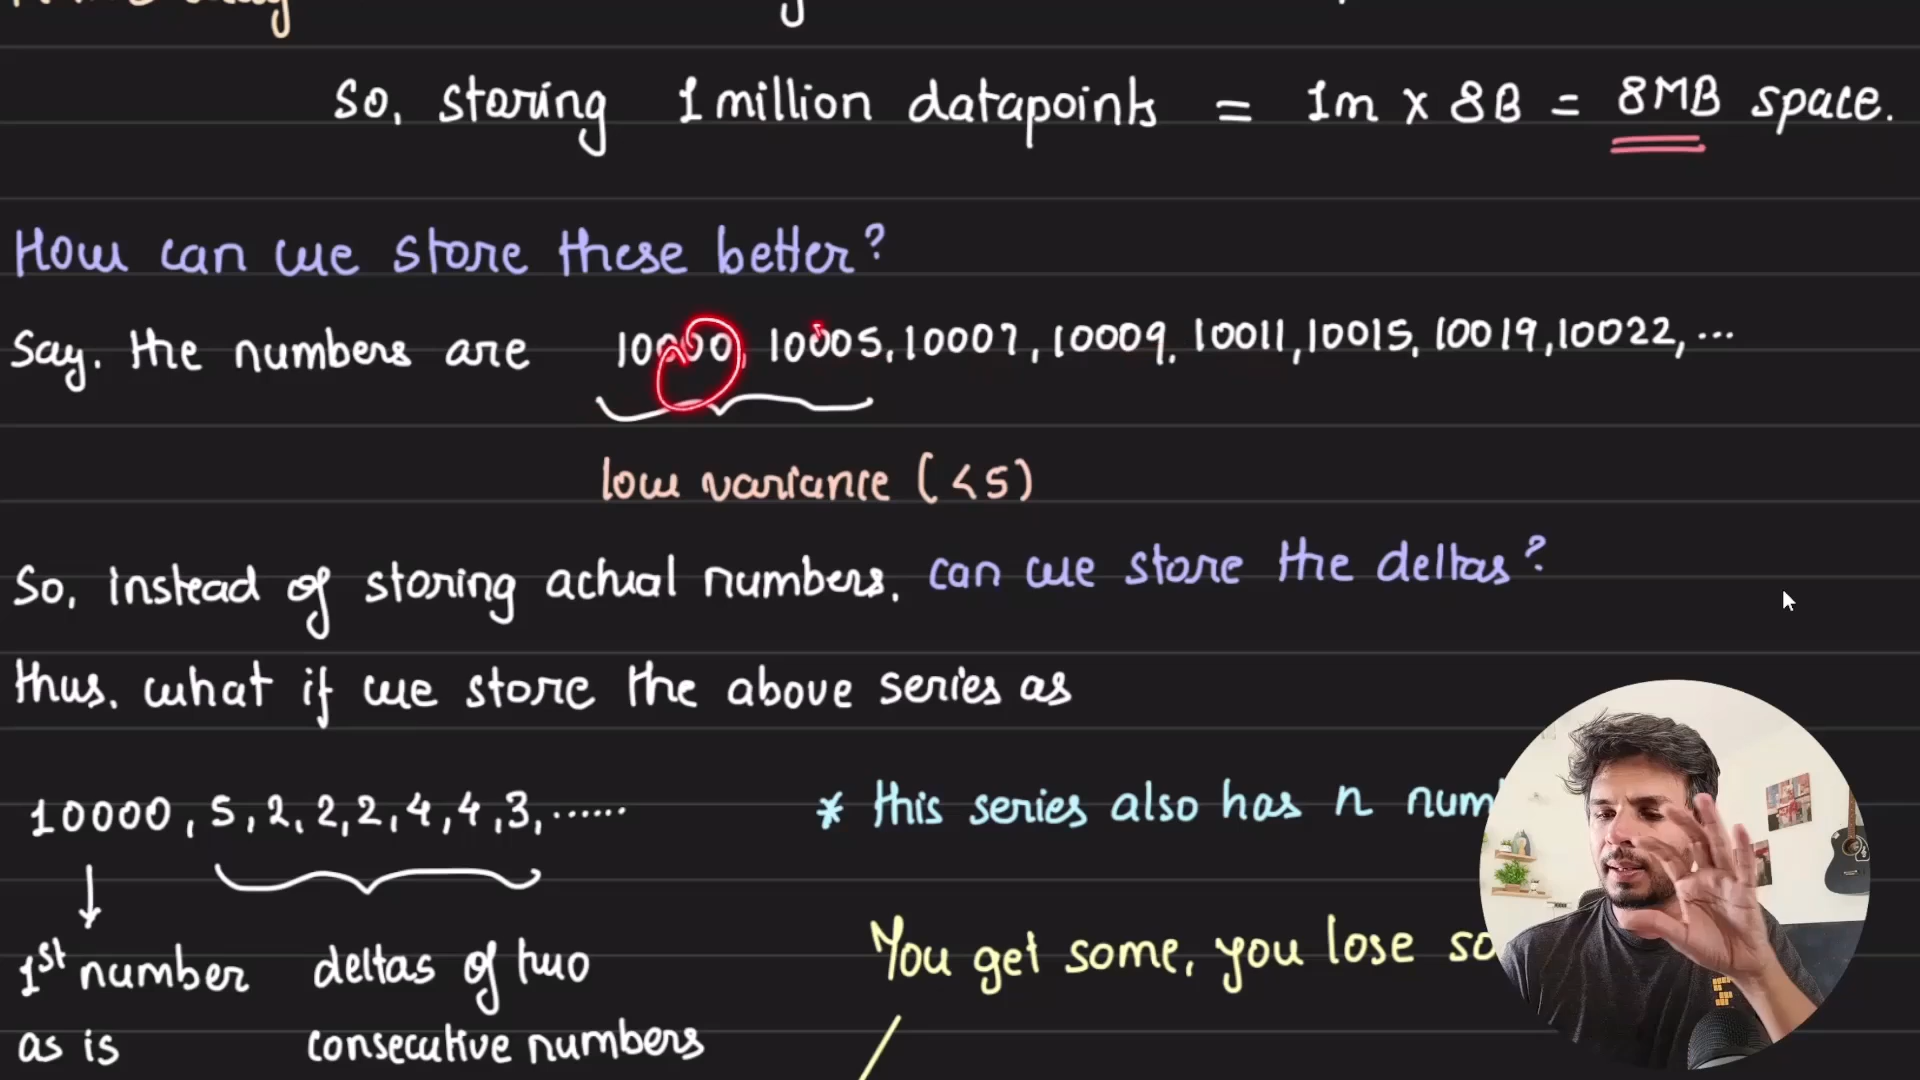 So, storing 1 million datapoints = 1m x 8B = 8MB space.
How can we store these better?
Say. the numbers are 10000, 10005, 10007, 10009, 10011, 10015, 10019, 10022, ...
low variance (<5)
So, instead of storing actual numbers. can we store the deltas?
thus. what if we store the above series as
10000, 5, 2, 2, 2, 4, 4, 3, ......
* this series also has n num
1st number
as is
deltas of two
consecutive numbers
You get some, you lose so